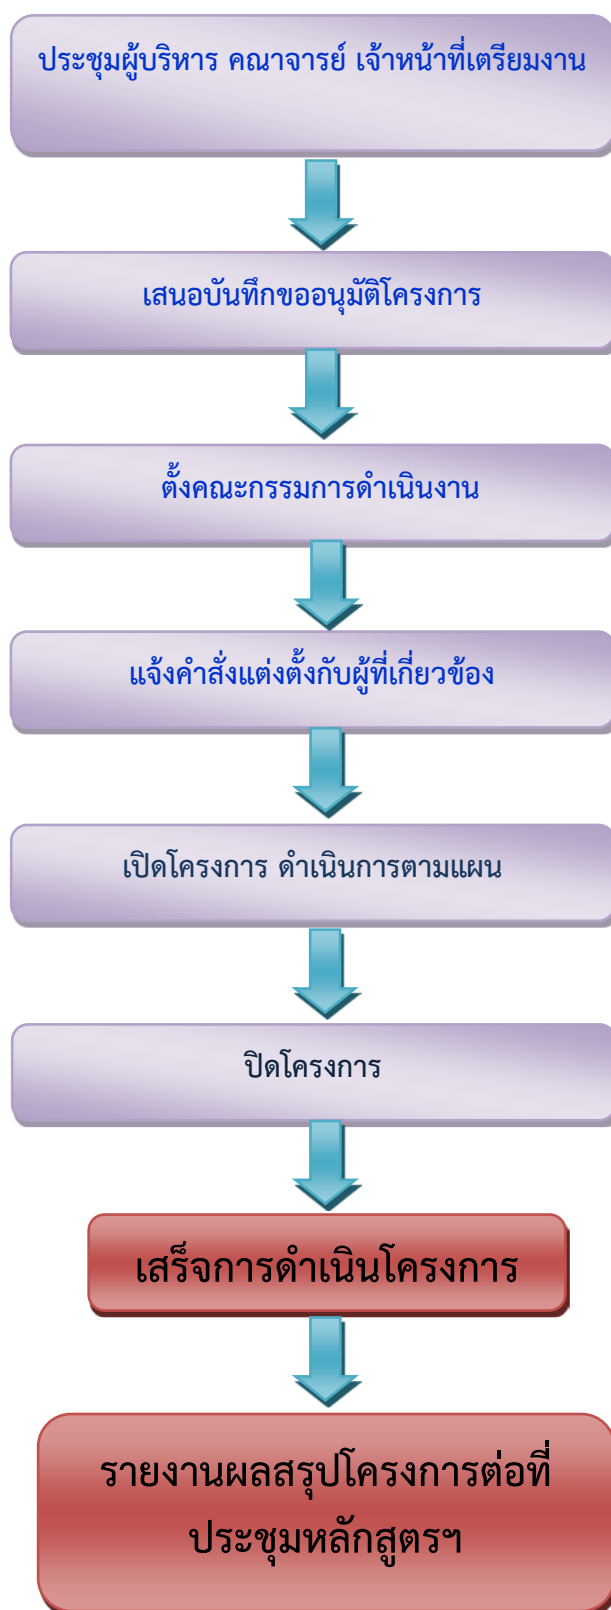 ประชุมผู้บริหาร คณาจารย์ เจ้าหน้าที่เตรียมงาน
เสนอบันทึกขออนุมัติโครงการ
ตั้งคณะกรรมการดำเนินงาน
แจ้งคำสั่งแต่งตั้งกับผู้ที่เกี่ยวข้อง
เปิดโครงการ ดำเนินการตามแผน
ปิดโครงการ
เสร็จการดำเนินโครงการ
รายงานผลสรุปโครงการต่อที่
ประชุมหลักสูตรฯ